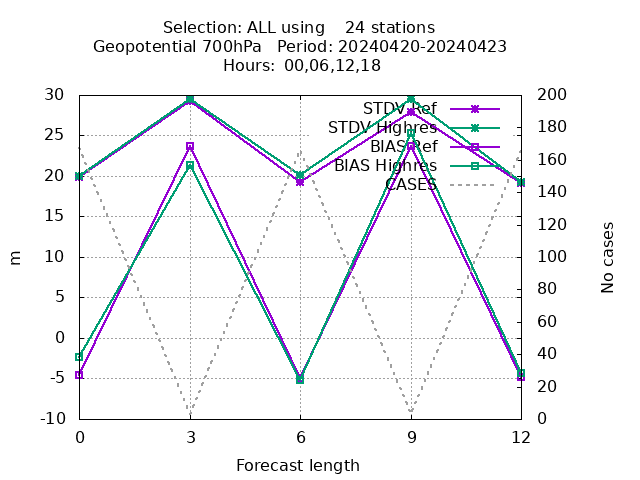 Selection: ALL using    24 stations
Geopotential 700hPa   Period: 20240420-20240423
Hours: 00,06,12,18
30
25
20
15
10
5
0
-5
-10
200
180
160
140
120
100
80
60
40
20
0
STDV Ref
STDV Highres
BIAS Ref
BIAS Highres
CASES
m
No cases
0 3 6 9 12
Forecast length